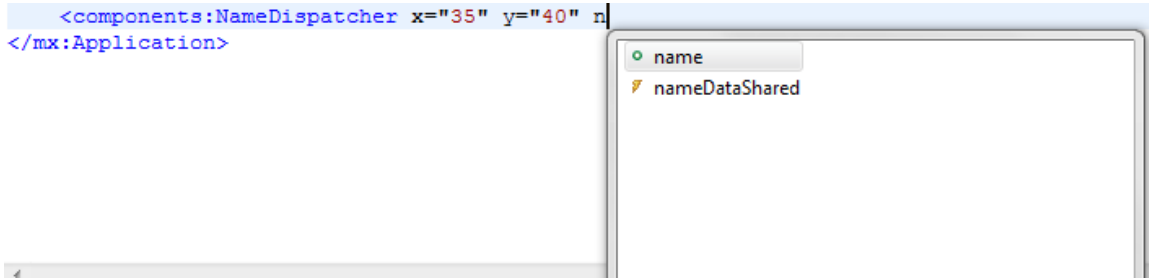 <components:NameDispatcher x="35" y="40" n
</mx:Application>
name
nameDataShared